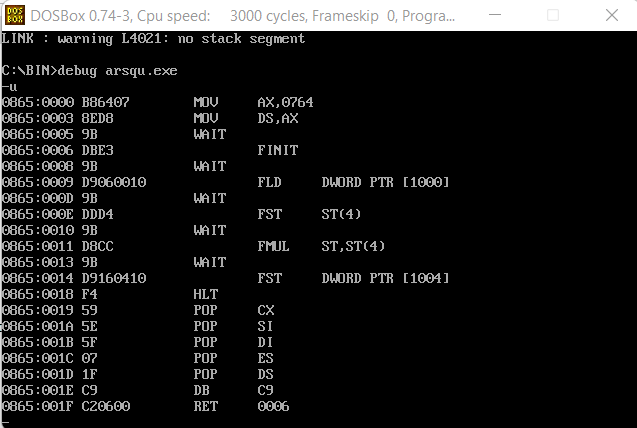 DOS BOX DOSBox 0.74-3, Cpu speed: 3000 cycles, Frameskip 0, Progra...
LINK : warning L4021: no stack segment
C:\BIN>debug arsqu.exe
-u
0865:0000 B86407 MOV AX,0764
0865:0003 8ED8 MOV DS,AX
0865:0005 9B WAIT
0865:0006 DBE3 FINIT
0865:0008 9B WAIT
0865:0009 D9060010 FLD DWORD PTR [1000]
0865:000D 9B WAIT
0865:000E DDD4 FST ST(4)
0865:0010 9B WAIT
0865:0011 D8CC FMUL ST,ST(4)
0865:0013 9B WAIT
0865:0014 D9160410 FST DWORD PTR [1004]
0865:0018 F4 HLT
0865:0019 59 POP CX
0865:001A 5E POP SI
0865:001B 5F POP DI
0865:001C 07 POP ES
0865:001D 1F POP DS
0865:001E C9 DB C9
0865:001F C20600 RET 0006
-